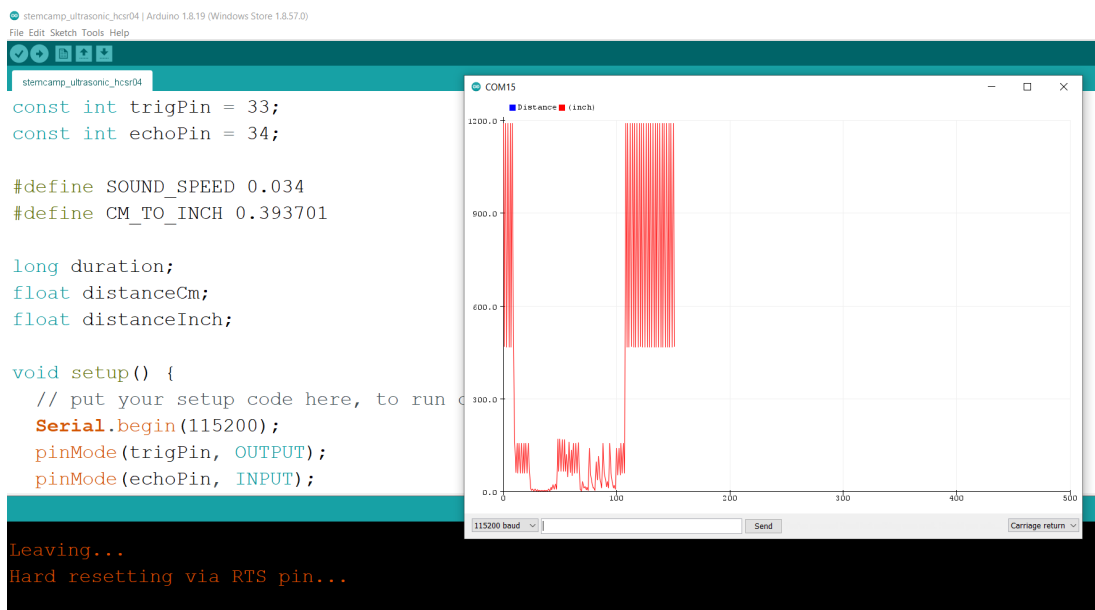 stemcamp_ultrasonic_hcsr04 | Arduino 1.8.19 (Windows Store 1.8.57.0)
File Edit Sketch Tools Help
stemcamp_ultrasonic_hcsr04
const int trigPin = 33;
const int echoPin = 34;
#define SOUND_SPEED 0.034
#define CM_TO_INCH 0.393701
long duration;
float distanceCm;
float distanceInch;
void setup() {
// put your setup code here, to run
Serial.begin(115200);
pinMode(trigPin, OUTPUT);
pinMode(echoPin, INPUT);
COM15
Distance (inch)
1200.0
900.0
600.0
300.0
0.0
0 100 200 300 400 500
115200 baud Send Carriage return
Leaving...
Hard resetting via RTS pin...